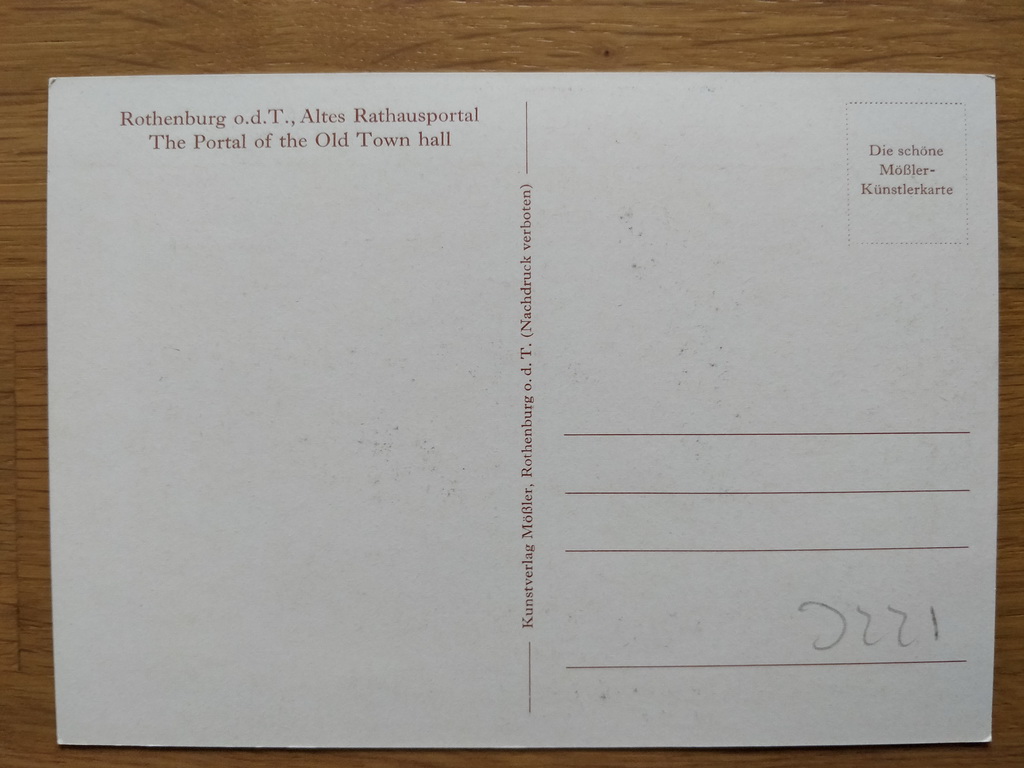 Rothenburg o.d.T., Altes Rathausportal
The Portal of the Old Town hall
Kunstverlag Mößler, Rothenburg o. d. T. (Nachdruck verboten)
Die schöne
Mößler-
Künstlerkarte